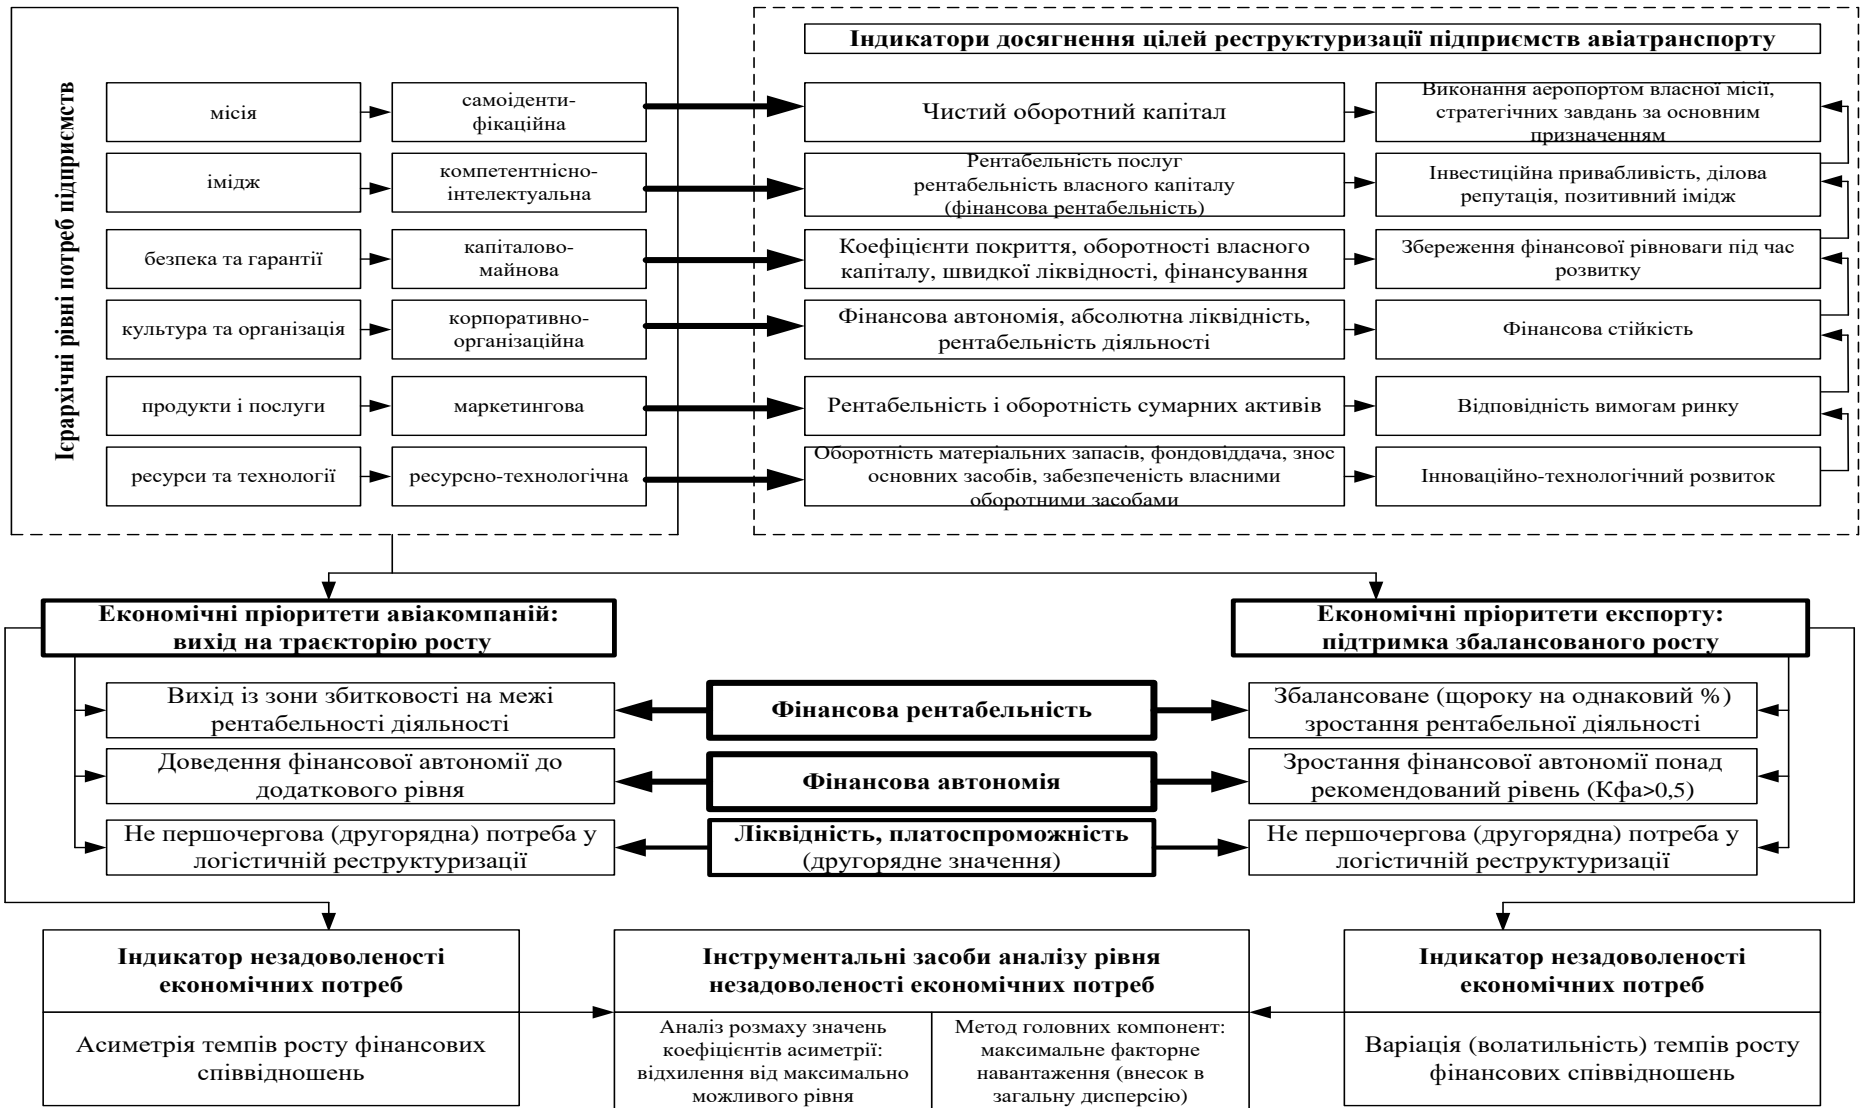 Ієрархічні рівні потреб підприємств
Індикатори досягнення цілей реструктуризації підприємств авіатранспорту
місія
самоіденти-
фікаційна
Чистий оборотний капітал
Виконання аеропортом власної місії,
стратегічних завдань за основним
призначенням
імідж
компетентнісно-
інтелектуальна
Рентабельність послуг
рентабельність власного капіталу
(фінансова рентабельність)
Інвестиційна привабливість, ділова
репутація, позитивний імідж
безпека та гарантії
капіталово-
майнова
Коефіцієнти покриття, оборотності власного
капіталу, швидкої ліквідності, фінансування
Збереження фінансової рівноваги під час
розвитку
культура та організація
корпоративно-
організаційна
Фінансова автономія, абсолютна ліквідність,
рентабельність діяльності
Фінансова стійкість
продукти і послуги
маркетингова
Рентабельність і оборотність сумарних активів
Відповідність вимогам ринку
ресурси та технології
ресурсно-технологічна
Оборотність матеріальних запасів, фондовіддача, знос
основних засобів, забезпеченість власними
оборотними засобами
Інноваційно-технологічний розвиток
Економічні пріоритети авіакомпаній:
вихід на траєкторію росту
Економічні пріоритети експорту:
підтримка збалансованого росту
Вихід із зони збитковості на межі
рентабельності діяльності
Фінансова рентабельність
Збалансоване (щороку на однаковий %)
зростання рентабельної діяльності
Доведення фінансової автономії до
додаткового рівня
Фінансова автономія
Зростання фінансової автономії понад
рекомендований рівень (Кфа>0,5)
Не першочергова (другорядна) потреба у
логістичній реструктуризації
Ліквідність, платоспроможність
(другорядне значення)
Не першочергова (другорядна) потреба у
логістичній реструктуризації
Індикатор незадоволеності
економічних потреб
Асиметрія темпів росту фінансових
співвідношень
Інструментальні засоби аналізу рівня
незадоволеності економічних потреб
Аналіз розмаху значень
коефіцієнтів асиметрії:
відхилення від максимально
можливого рівня
Метод головних компонент:
максимальне факторне
навантаження (внесок в
загальну дисперсію)
Індикатор незадоволеності
економічних потреб
Варіація (волатильність) темпів росту
фінансових співвідношень